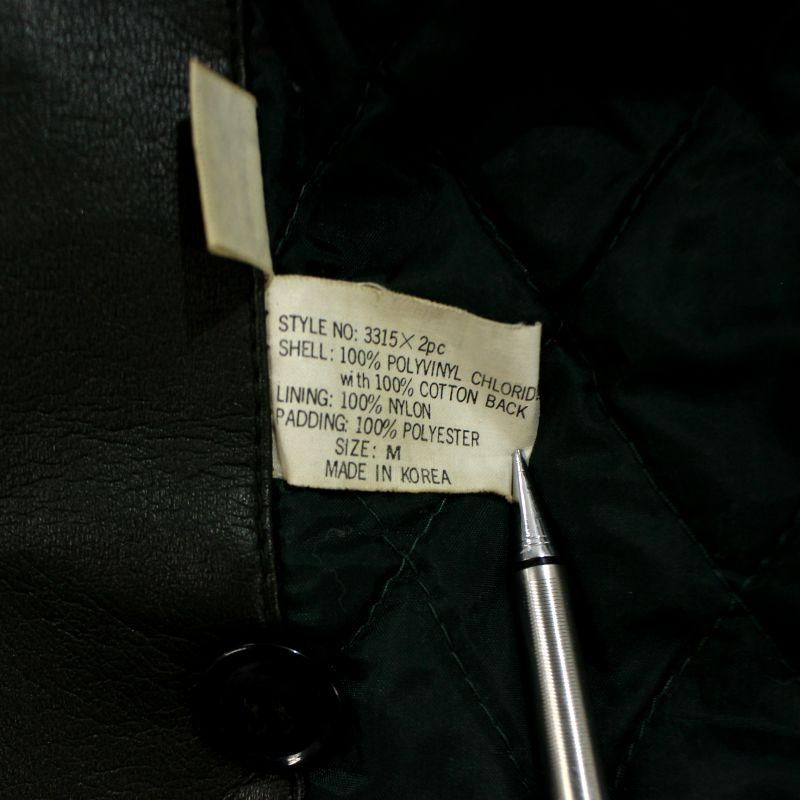 STYLE NO: 3315×2pc
SHELL: 100% POLYVINYL CHLORID
with 100% COTTON BACK
LINING: 100% NYLON
PADDING: 100% POLYESTER
SIZE: M
MADE IN KOREA